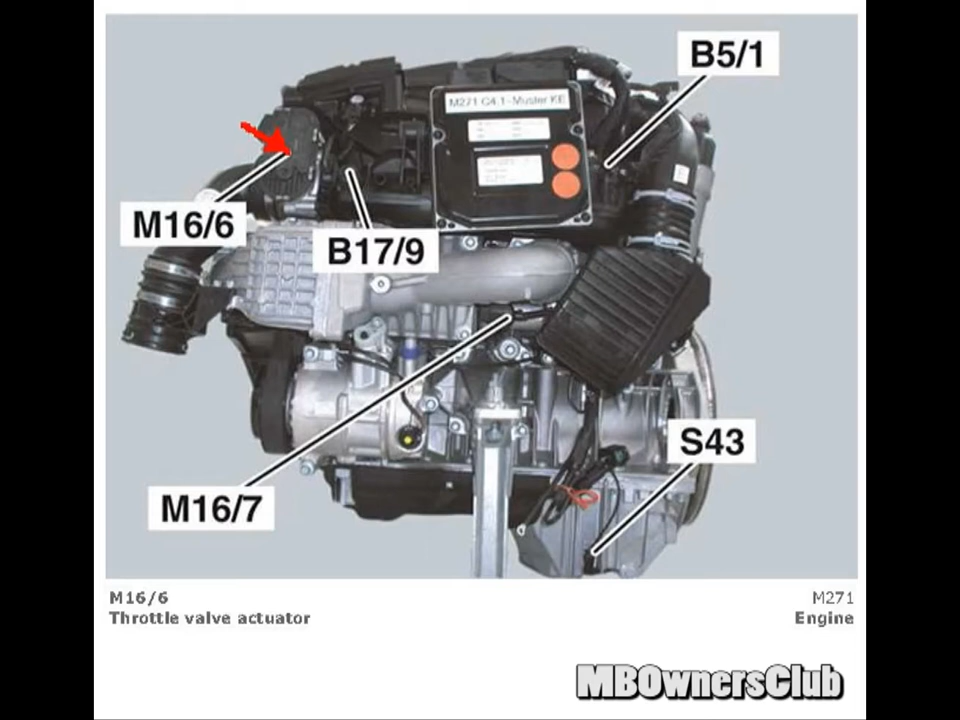 B5/1
M271 C4.1-Muster KE
M16/6
B17/9
S43
M16/7
M16/6
Throttle valve actuator
M271
Engine
MBOwnersClub